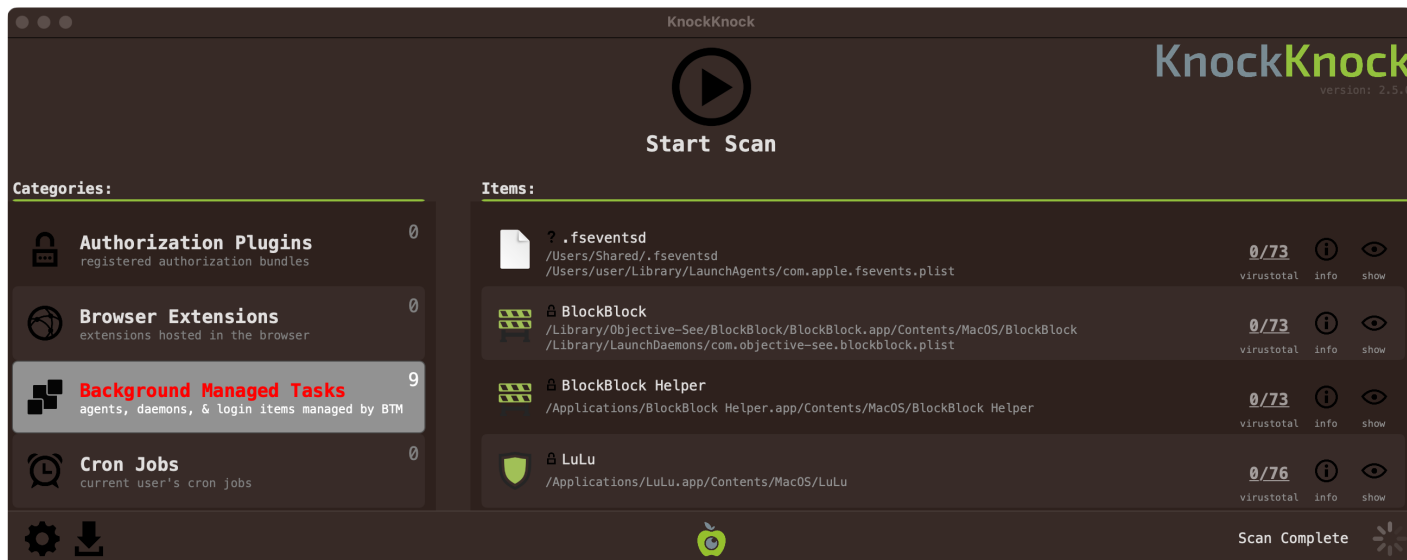 KnockKnock
KnockKnock
version: 2.5.
Start Scan
Categories:
Authorization Plugins 0
registered authorization bundles
Browser Extensions 0
extensions hosted in the browser
Background Managed Tasks 9
agents, daemons, & login items managed by BTM
Cron Jobs 0
current user's cron jobs
Items:
? .fseventsd
/Users/Shared/.fseventsd
/Users/user/Library/LaunchAgents/com.apple.fsevents.plist
0/73
virustotal info show
BlockBlock
/Library/Objective-See/BlockBlock/BlockBlock.app/Contents/MacOS/BlockBlock
/Library/LaunchDaemons/com.objective-see.blockblock.plist
0/73
virustotal info show
BlockBlock Helper
/Applications/BlockBlock Helper.app/Contents/MacOS/BlockBlock Helper
0/73
virustotal info show
LuLu
/Applications/LuLu.app/Contents/MacOS/LuLu
0/76
virustotal info show
Scan Complete